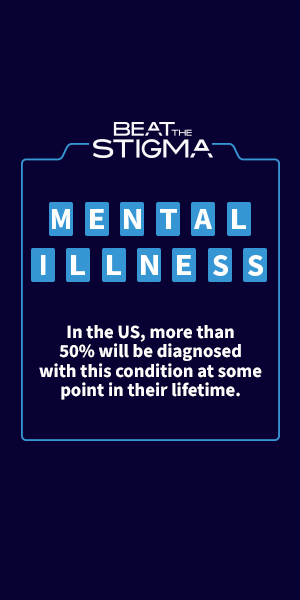 BEAT THE
STIGMA
MENTAL
ILLNESS
In the US, more than
50% will be diagnosed
with this condition at some
point in their lifetime.